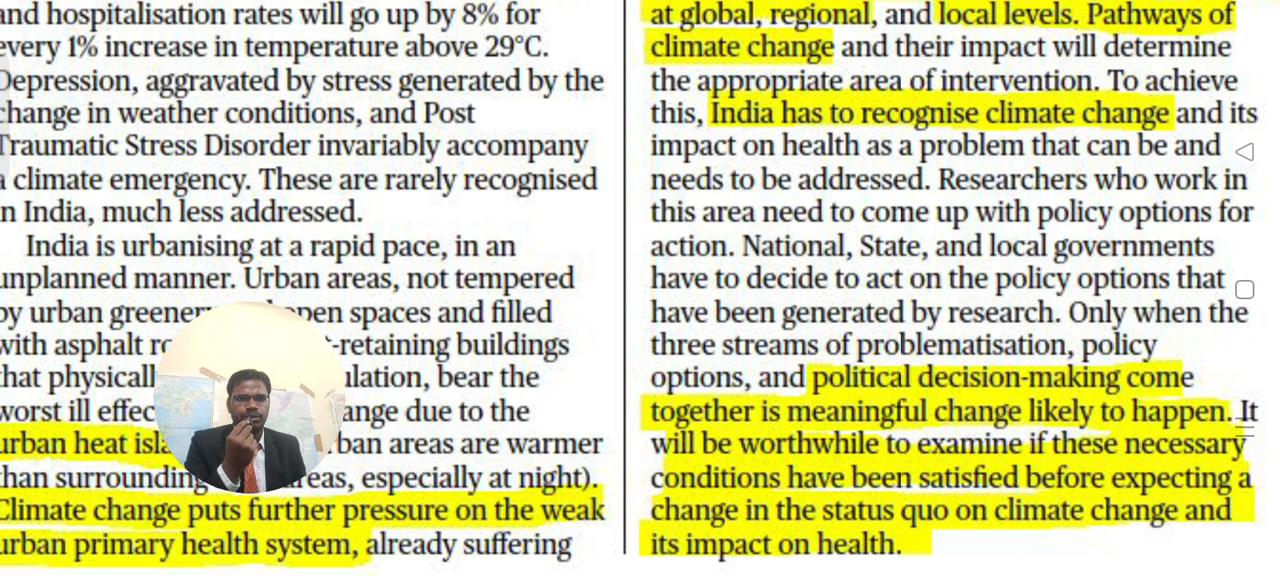 and hospitalisation rates will go up by 8% for
every 1% increase in temperature above 29°C.
Depression, aggravated by stress generated by the
change in weather conditions, and Post
Traumatic Stress Disorder invariably accompany
a climate emergency. These are rarely recognised
in India, much less addressed.
India is urbanising at a rapid pace, in an
unplanned manner. Urban areas, not tempered
by urban open spaces and filled
with asphalt -retaining buildings
that bear the
worst ill due to the
urban heat areas are warmer
than surrounding especially at night).
Climate change puts further pressure on the weak
urban primary health system, already suffering
at global, regional, and local levels. Pathways of
climate change and their impact will determine
the appropriate area of intervention. To achieve
this, India has to recognise climate change and its
impact on health as a problem that can be and
needs to be addressed. Researchers who work in
this area need to come up with policy options for
action. National, State, and local governments
have to decide to act on the policy options that
have been generated by research. Only when the
three streams of problematisation, policy
options, and political decision-making come
together is meaningful change likely to happen. It
will be worthwhile to examine if these necessary
conditions have been satisfied before expecting a
change in the status quo on climate change and
its impact on health.